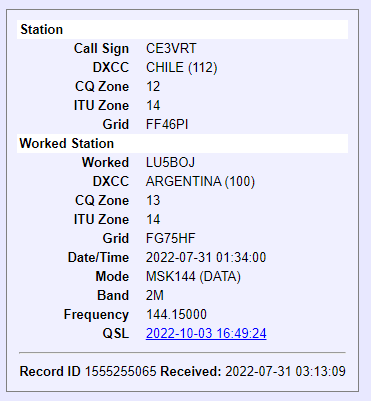 Station
Call Sign CE3VRT
DXCC CHILE (112)
CQ Zone 12
ITU Zone 14
Grid FF46PI
Worked Station
Worked LU5BOJ
DXCC ARGENTINA (100)
CQ Zone 13
ITU Zone 14
Grid FG75HF
Date/Time 2022-07-31 01:34:00
Mode MSK144 (DATA)
Band 2M
Frequency 144.15000
QSL 2022-10-03 16:49:24
Record ID 1555255065 Received: 2022-07-31 03:13:09